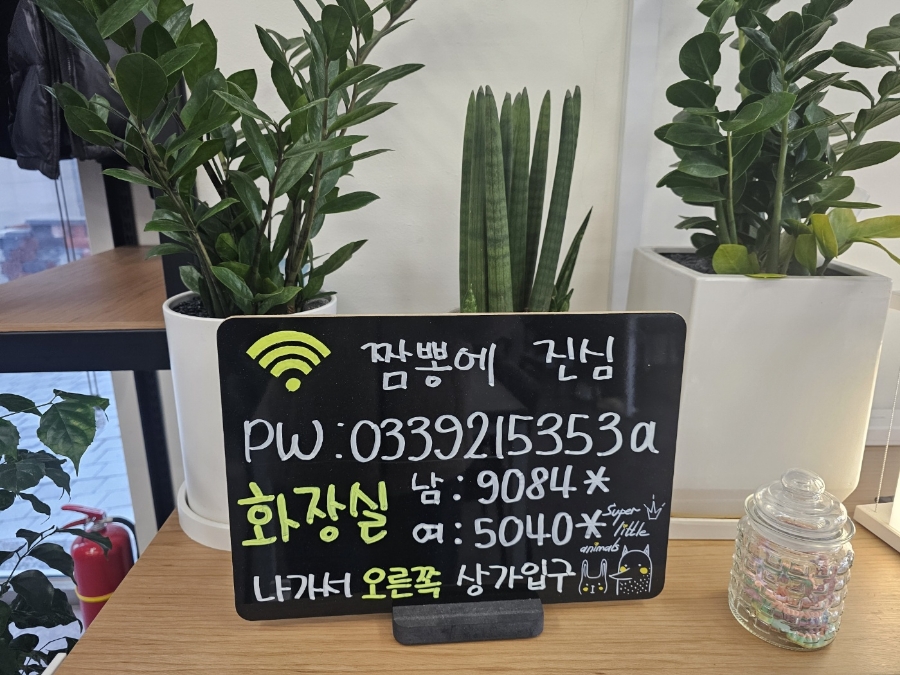 짬뽕에 진심
PW:0339215353a
화장실
남: 9084*
여: 5040*
Super
little
animals
나가서 오른쪽 상가입구